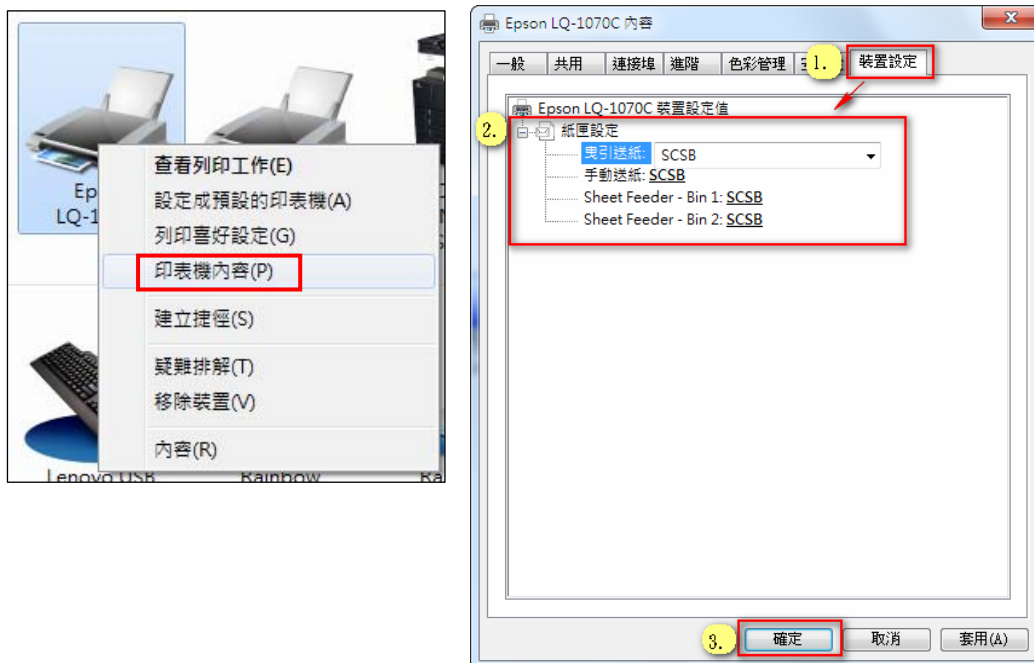 Ep
LQ-1
查看列印工作(E)
設定成預設的印表機(A)
列印喜好設定(G)
印表機內容(P)
建立捷徑(S)
疑難排解(T)
移除裝置(V)
內容(R)
Lenovo USB
Rainbow
Ra
Epson LQ-1070C 內容
一般
共用
連接埠
進階
色彩管理
1.
裝置設定
Epson LQ-1070C 裝置設定值
2.
紙匣設定
曳引送紙: SCSB
手動送紙: SCSB
Sheet Feeder - Bin 1: SCSB
Sheet Feeder - Bin 2: SCSB
3.
確定
取消
套用(A)